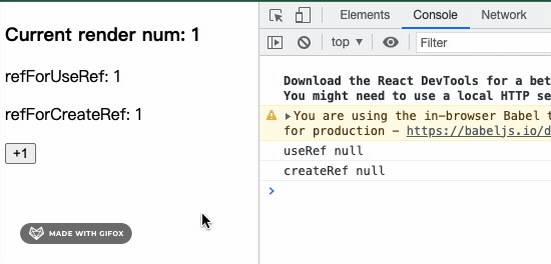 Current render num: 1
refForUseRef: 1
refForCreateRef: 1
+1
MADE WITH GIFOX
Elements Console Network
top Filter
Download the React DevTools for a bet
You might need to use a local HTTP se
You are using the in-browser Babel t
for production - https://babeljs.io/d
useRef null
createRef null